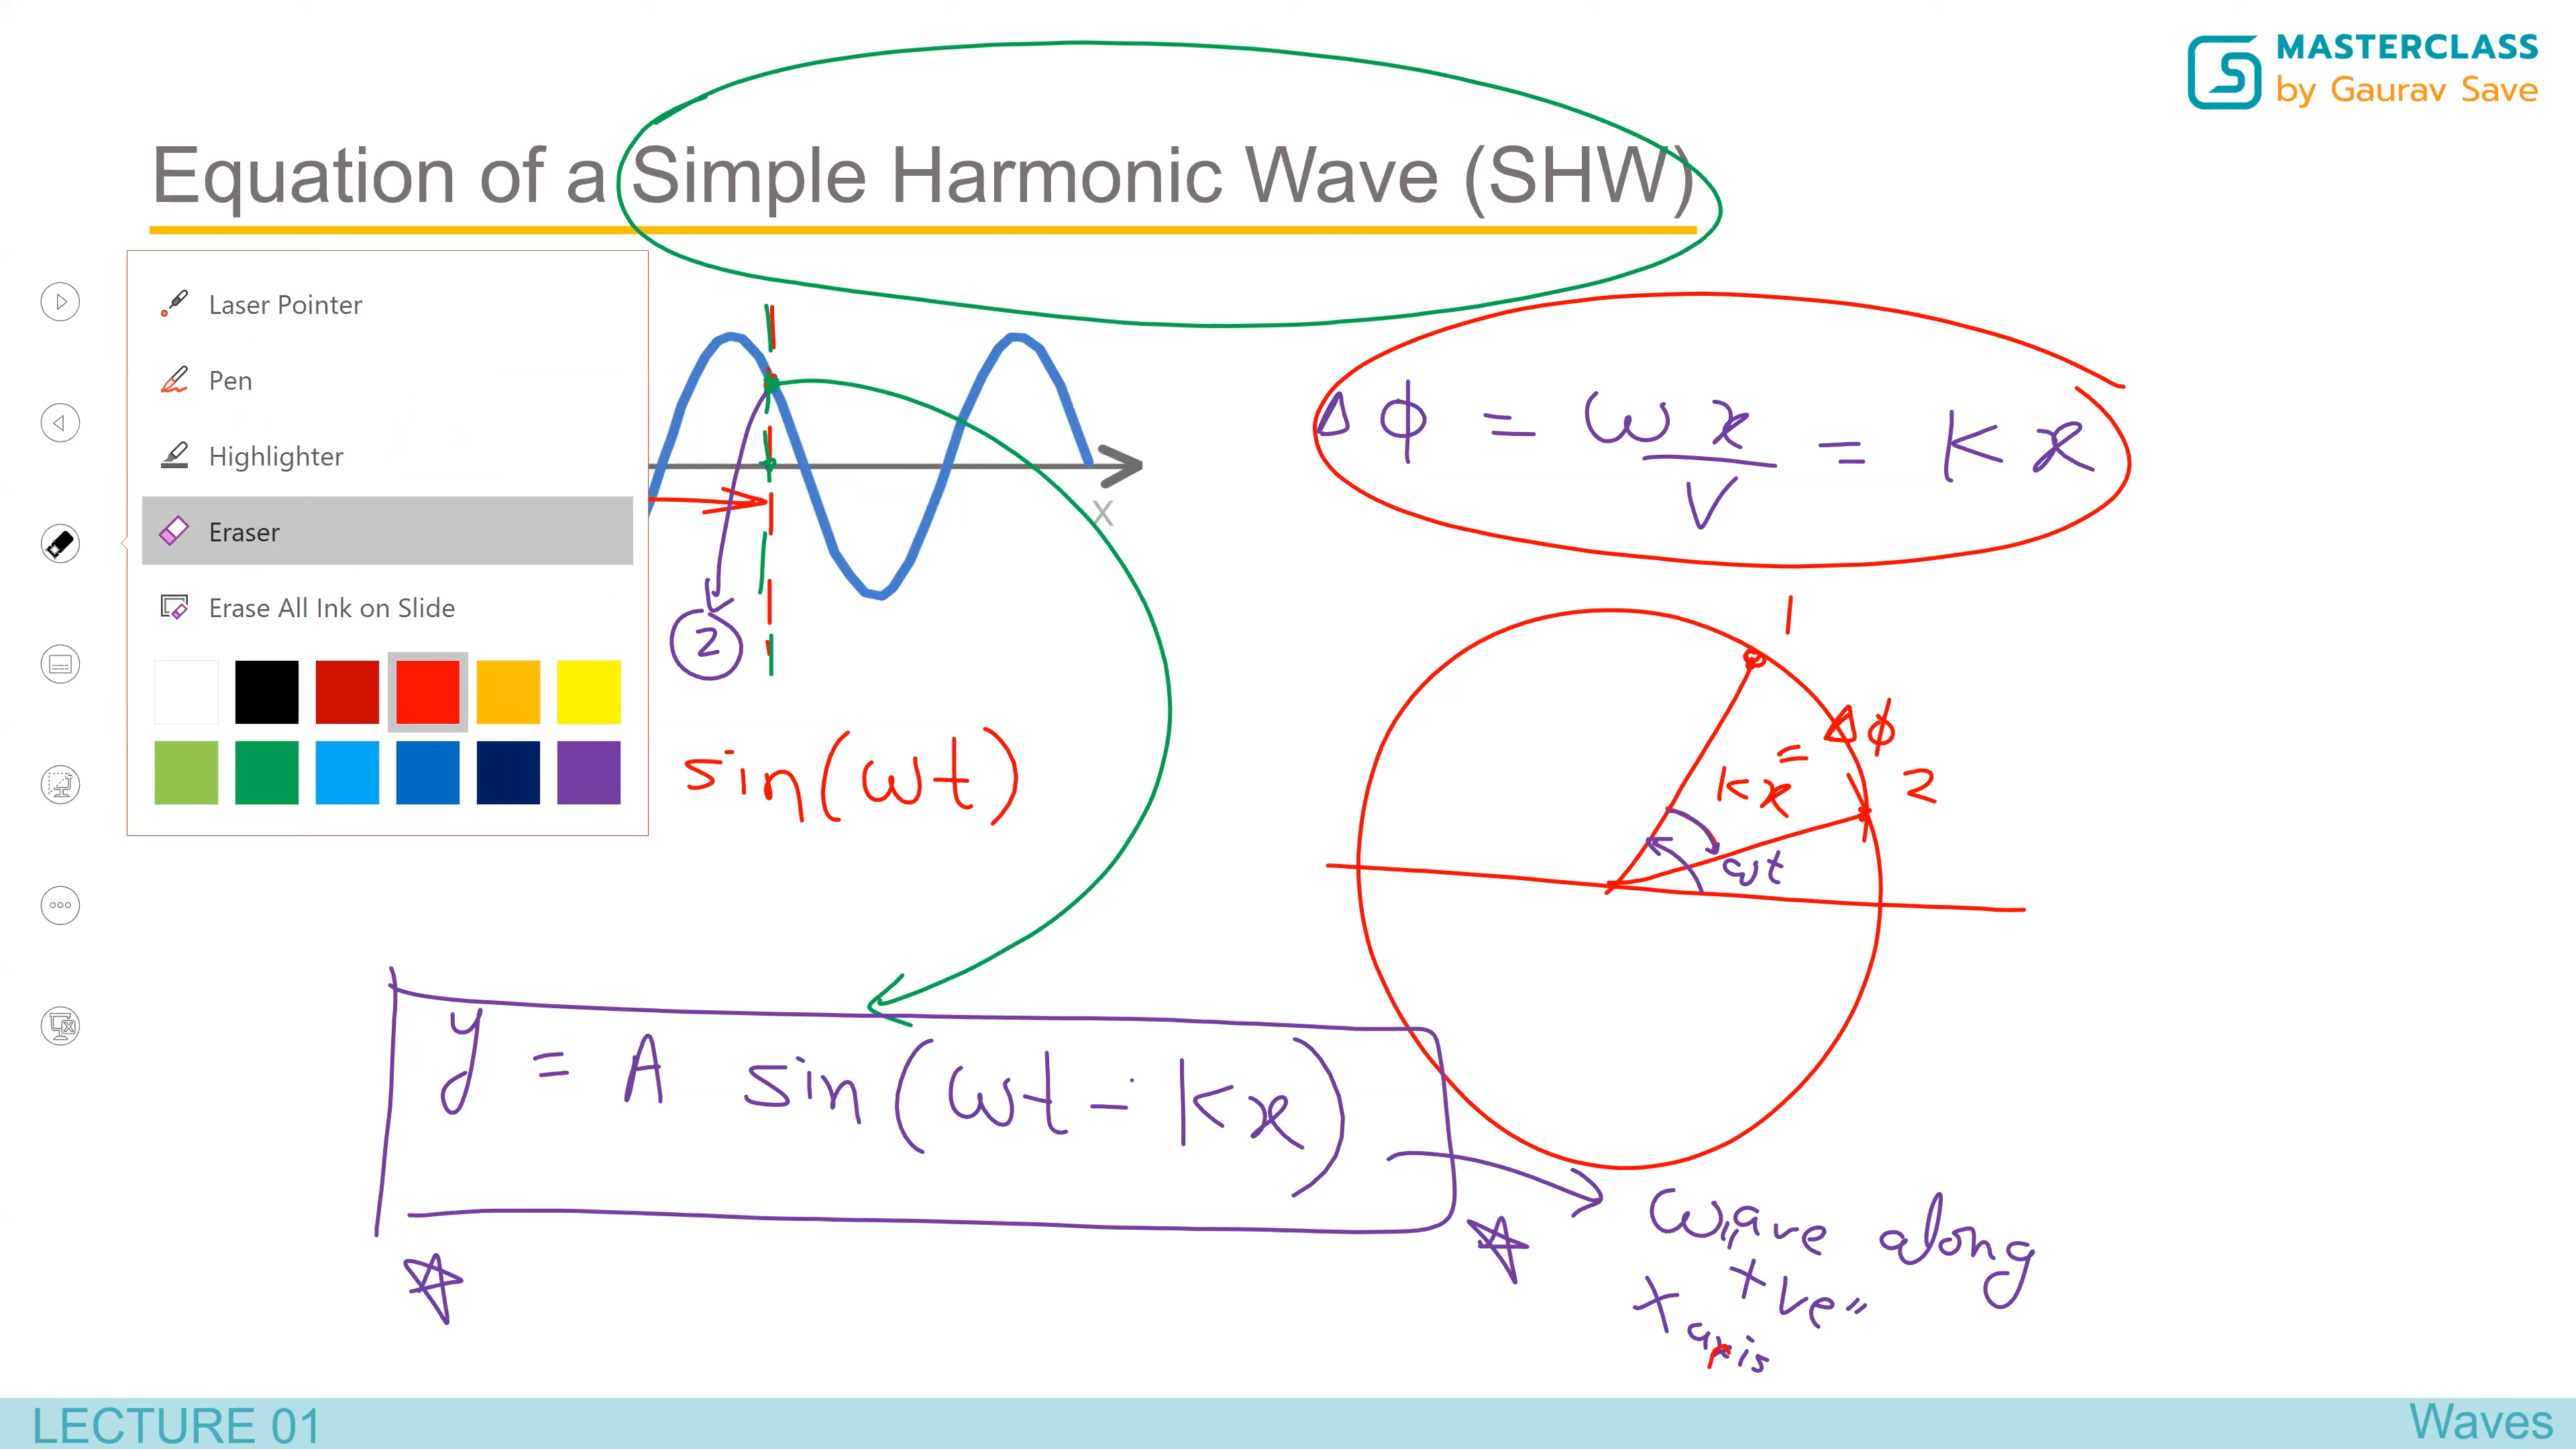 MASTERCLASS
by Gaurav Save
Equation of a Simple Harmonic Wave (SHW)
Laser Pointer
Pen
Highlighter
Eraser
Erase All Ink on Slide
X
2
Δϕ = ωx/V = Kx
sin(ωt)
1
Δϕ
=
Kx
2
ωt
y = A sin(ωt - Kx)
wave along
+ve
X axis
LECTURE 01
Waves